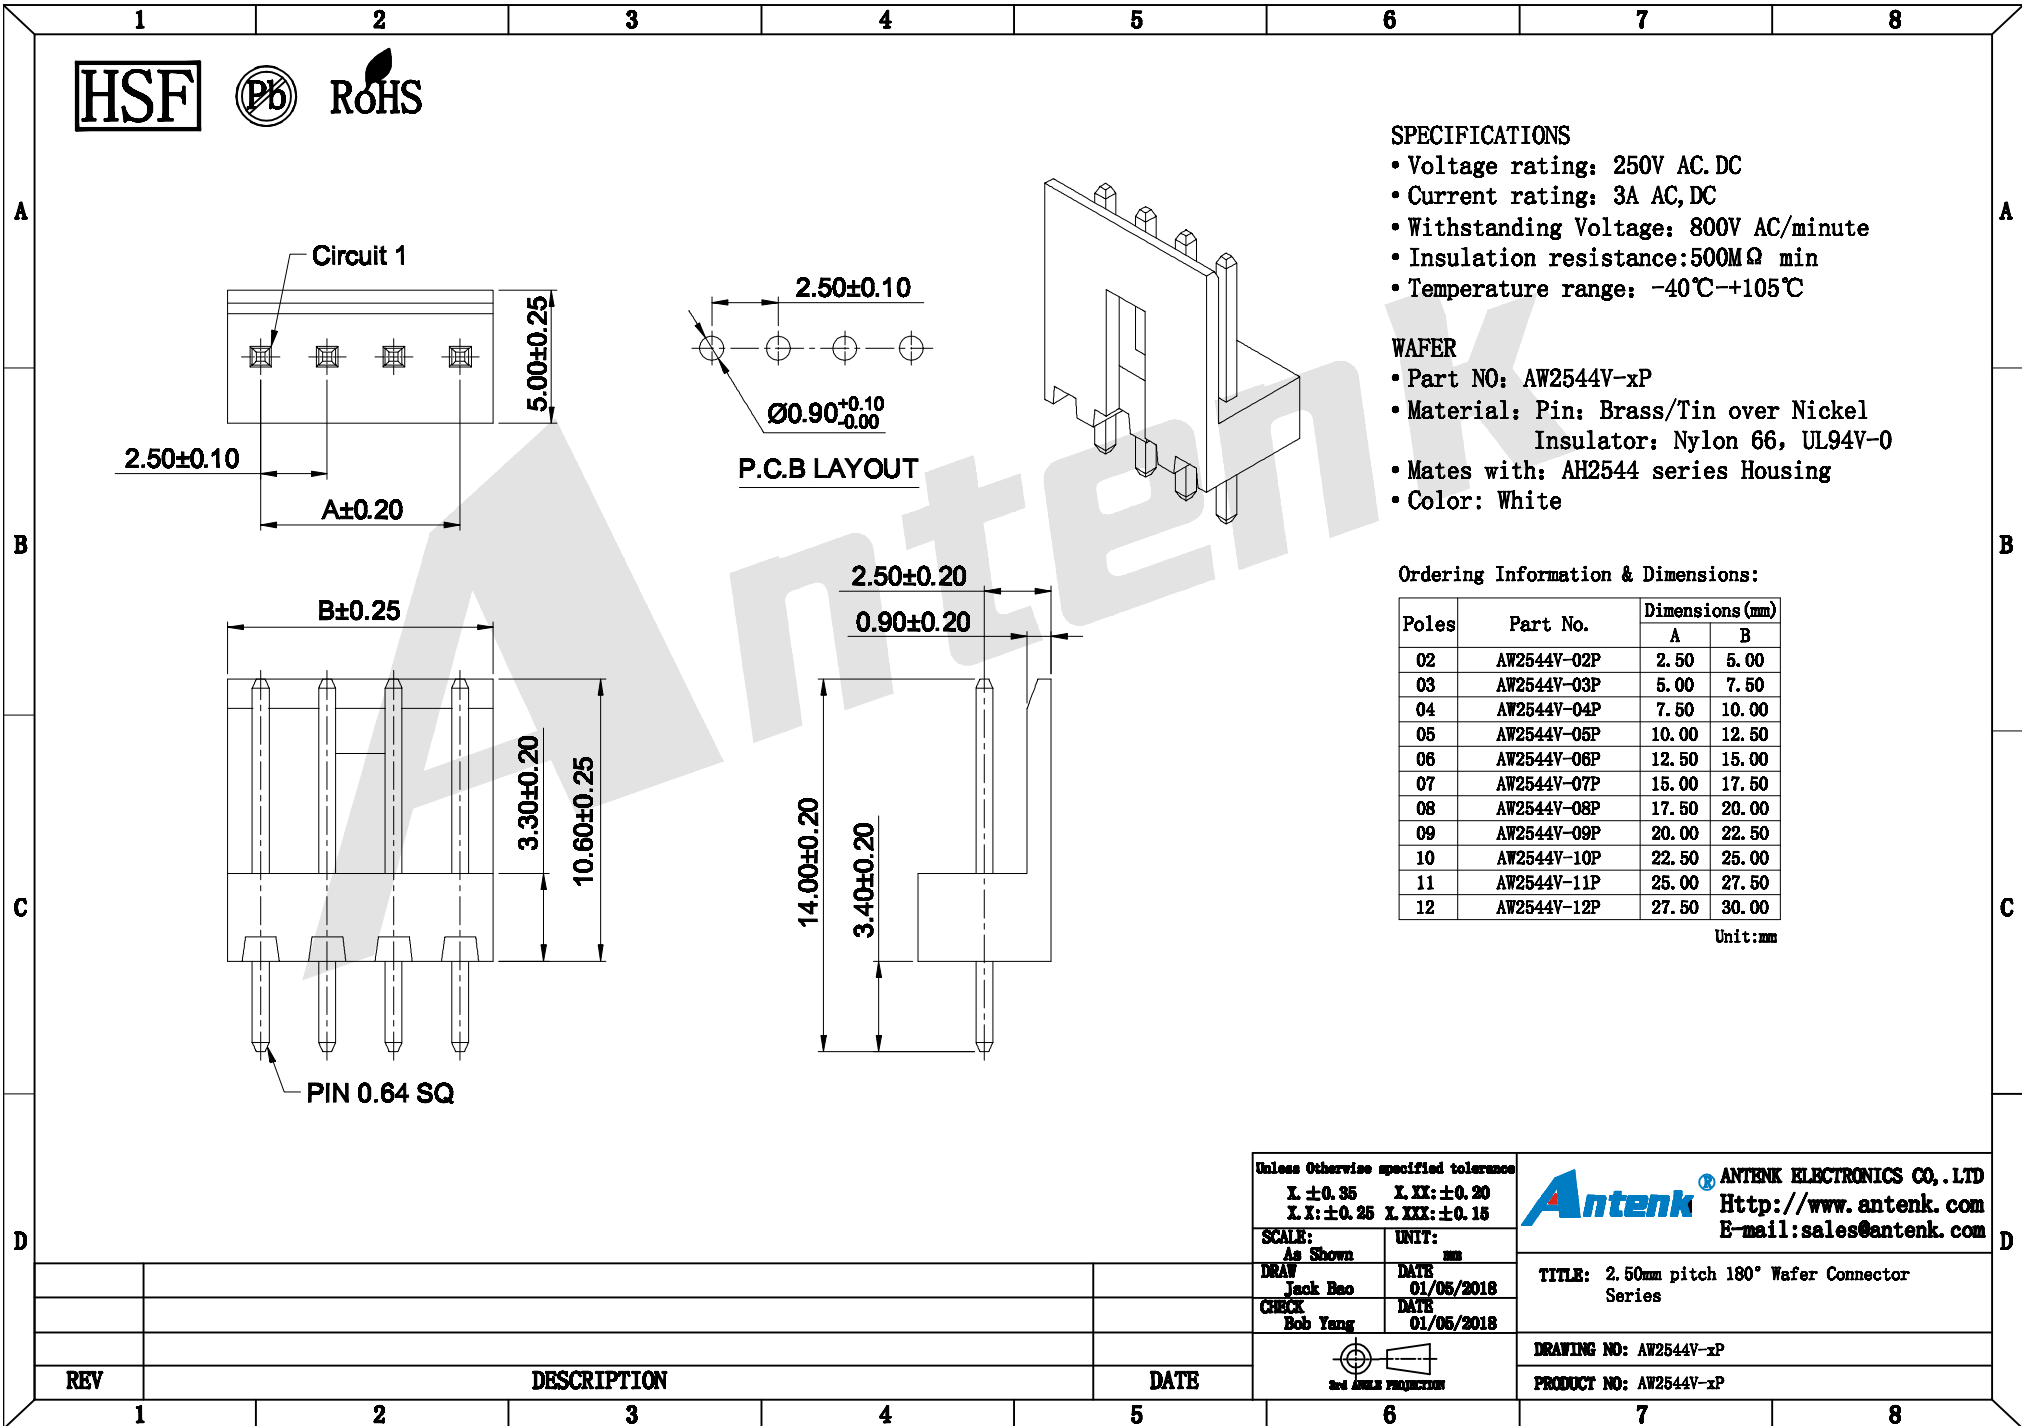 1 2 3 4 5 6 7 8
HSF Pb RoHS
SPECIFICATIONS
• Voltage rating: 250V AC.DC
• Current rating: 3A AC,DC
• Withstanding Voltage: 800V AC/minute
• Insulation resistance:500MΩ min
• Temperature range: -40℃-+105℃
WAFER
• Part NO: AW2544V-xP
• Material: Pin: Brass/Tin over Nickel
Insulator: Nylon 66, UL94V-0
• Mates with: AH2544 series Housing
• Color: White
A A
B B
C C
D D
Circuit 1
5.00±0.25
2.50±0.10
A±0.20
2.50±0.10
Ø0.90 +0.10 -0.00
P.C.B LAYOUT
B±0.25
3.30±0.20
10.60±0.25
PIN 0.64 SQ
2.50±0.20
0.90±0.20
14.00±0.20
3.40±0.20
Antenk
Ordering Information & Dimensions:
Poles Part No. Dimensions(mm)
A B
02 AW2544V-02P 2.50 5.00
03 AW2544V-03P 5.00 7.50
04 AW2544V-04P 7.50 10.00
05 AW2544V-05P 10.00 12.50
06 AW2544V-06P 12.50 15.00
07 AW2544V-07P 15.00 17.50
08 AW2544V-08P 17.50 20.00
09 AW2544V-09P 20.00 22.50
10 AW2544V-10P 22.50 25.00
11 AW2544V-11P 25.00 27.50
12 AW2544V-12P 27.50 30.00
Unit:mm
Unless Otherwise specified tolerance
X.±0.35 X.XX:±0.20
X.X:±0.25 X.XXX:±0.15
SCALE: UNIT:
As Shown mm
DRAW DATE
Jack Bao 01/05/2018
CHECK DATE
Bob Yang 01/05/2018
3rd ANGLE PROJECTION
Antenk ®
ANTENK ELECTRONICS CO,.LTD
Http://www.antenk.com
E-mail:sales@antenk.com
TITLE: 2.50mm pitch 180° Wafer Connector
Series
DRAWING NO: AW2544V-xP
PRODUCT NO: AW2544V-xP
REV DESCRIPTION DATE
1 2 3 4 5 6 7 8